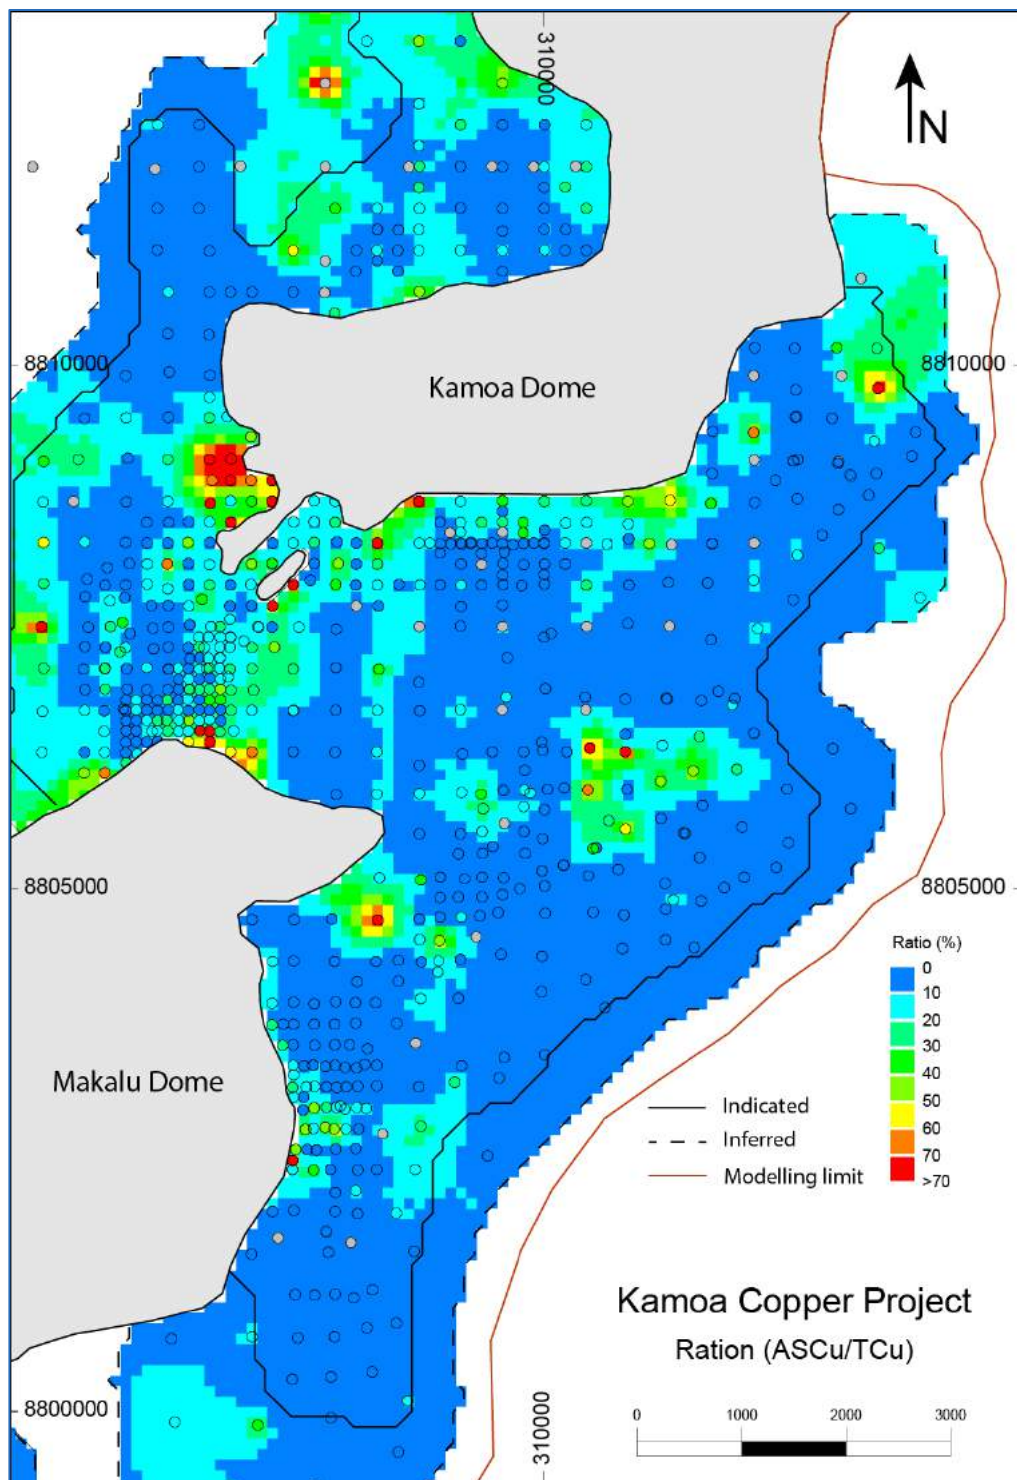 310000
N
8810000
8810000
Kamoa Dome
8805000
8805000
Ratio (%)
0
10
20
30
40
50
60
70
>70
Makalu Dome
Indicated
Inferred
Modelling limit
Kamoa Copper Project
Ration (ASCu/TCu)
8800000
310000
0
1000
2000
3000